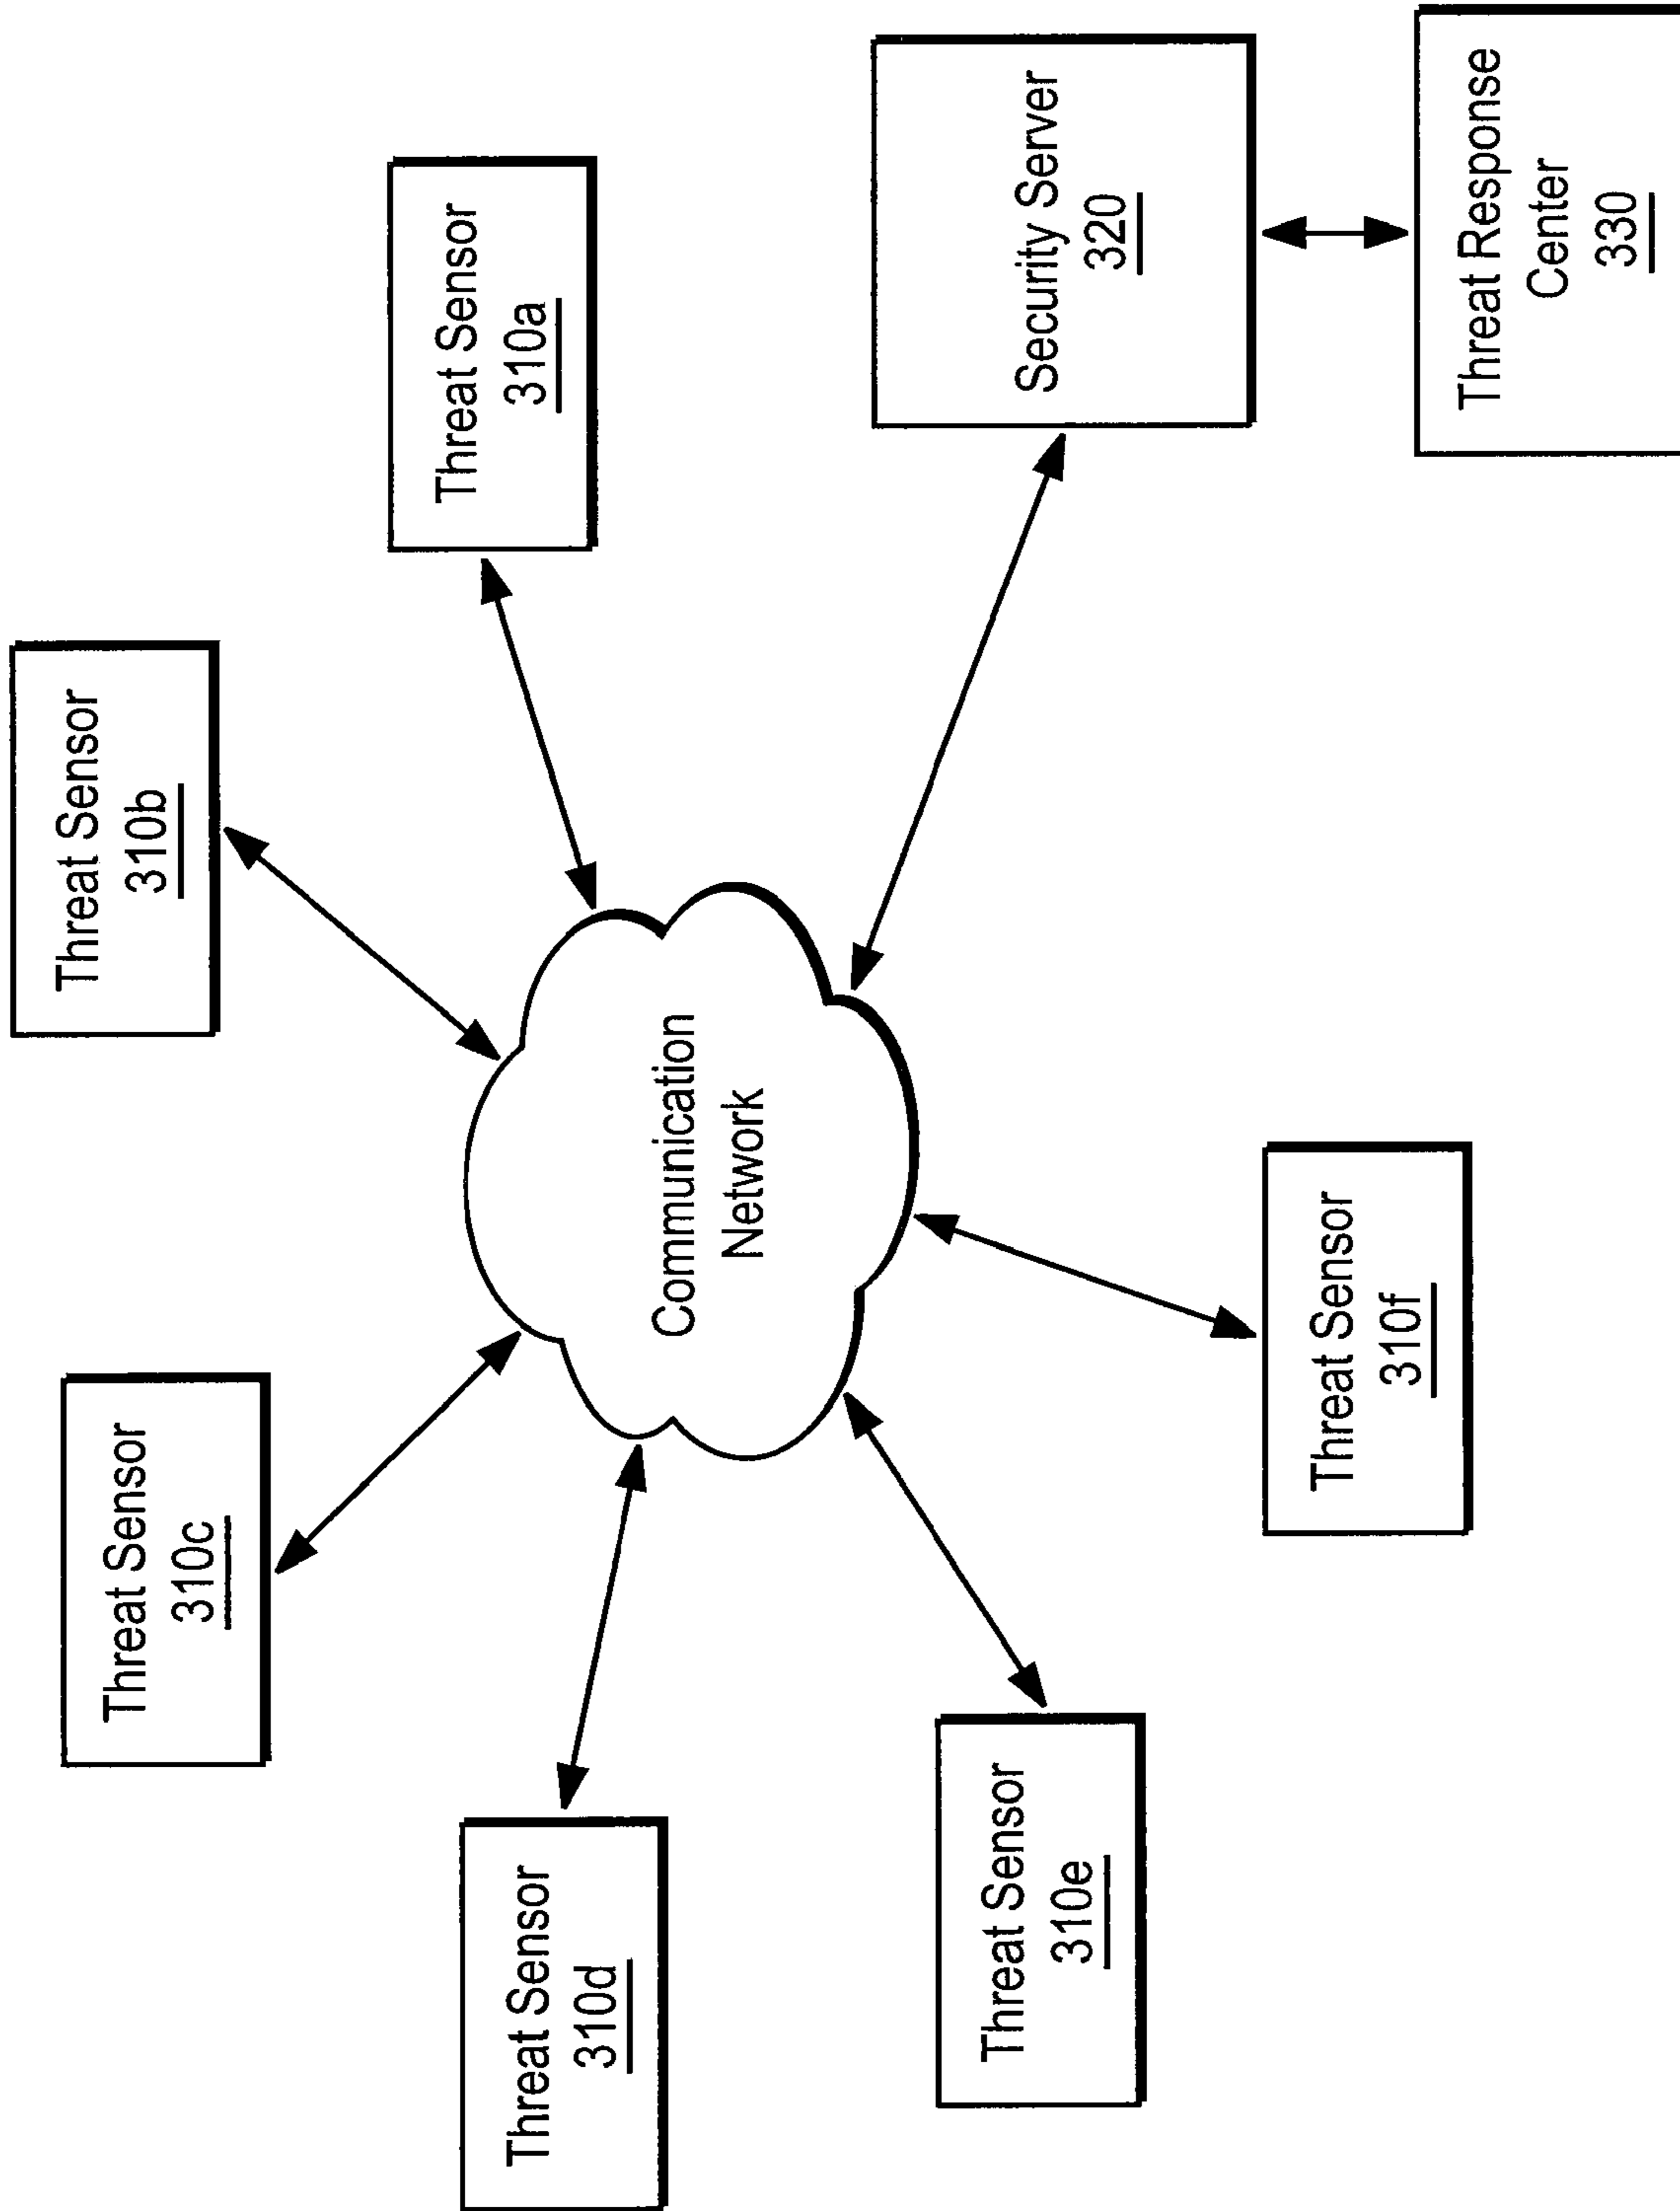 Threat Sensor
310c
Threat Sensor
310b
Threat Sensor
310d
Threat Sensor
310a
Communication
Network
Threat Sensor
310e
Security Server
320
Threat Sensor
310f
Threat Response
Center
330